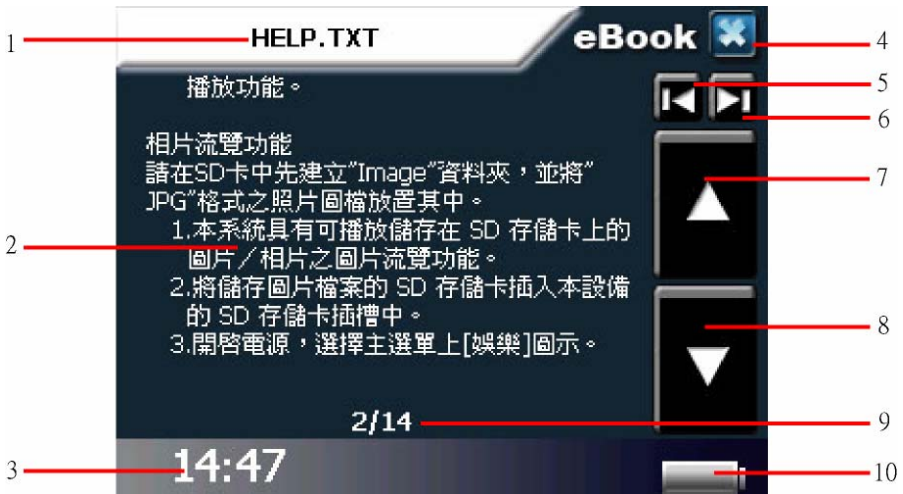 HELP.TXT
eBook
播放功能。
相片流覽功能
請在SD卡中先建立"Image"資料夾，並將"
JPG"格式之照片圖檔放置其中。
1.本系統具有可播放儲存在 SD 存儲卡上的
圖片／相片之圖片流覽功能。
2.將儲存圖片檔案的 SD 存儲卡插入本設備
的 SD 存儲卡插槽中。
3.開啓電源，選擇主選單上[娛樂]圖示。
2/14
14:47
1
2
3
4
5
6
7
8
9
10